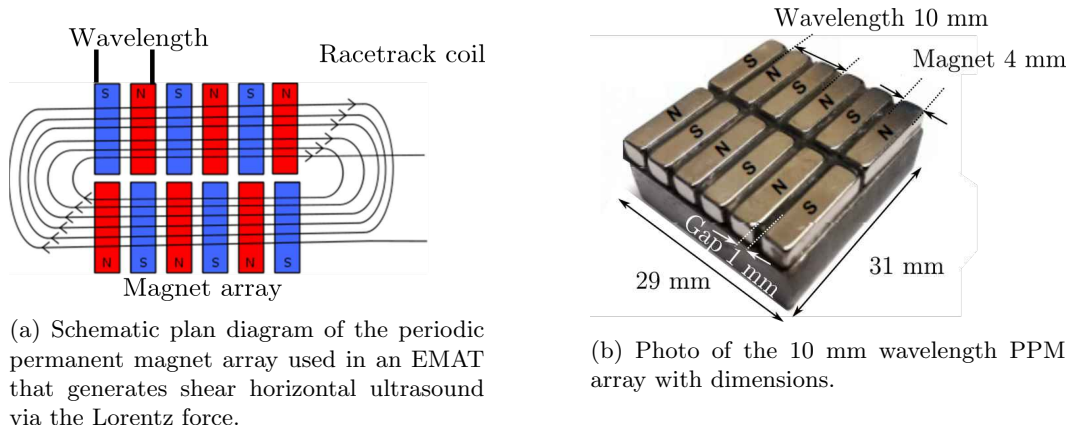 Wavelength
Racetrack coil
S N S N S N
N S N S N S
Magnet array
(a) Schematic plan diagram of the periodic
permanent magnet array used in an EMAT
that generates shear horizontal ultrasound
via the Lorentz force.
Wavelength 10 mm
Magnet 4 mm
S N S N S N
N S N S N S
Gap 1 mm
29 mm
31 mm
(b) Photo of the 10 mm wavelength PPM
array with dimensions.